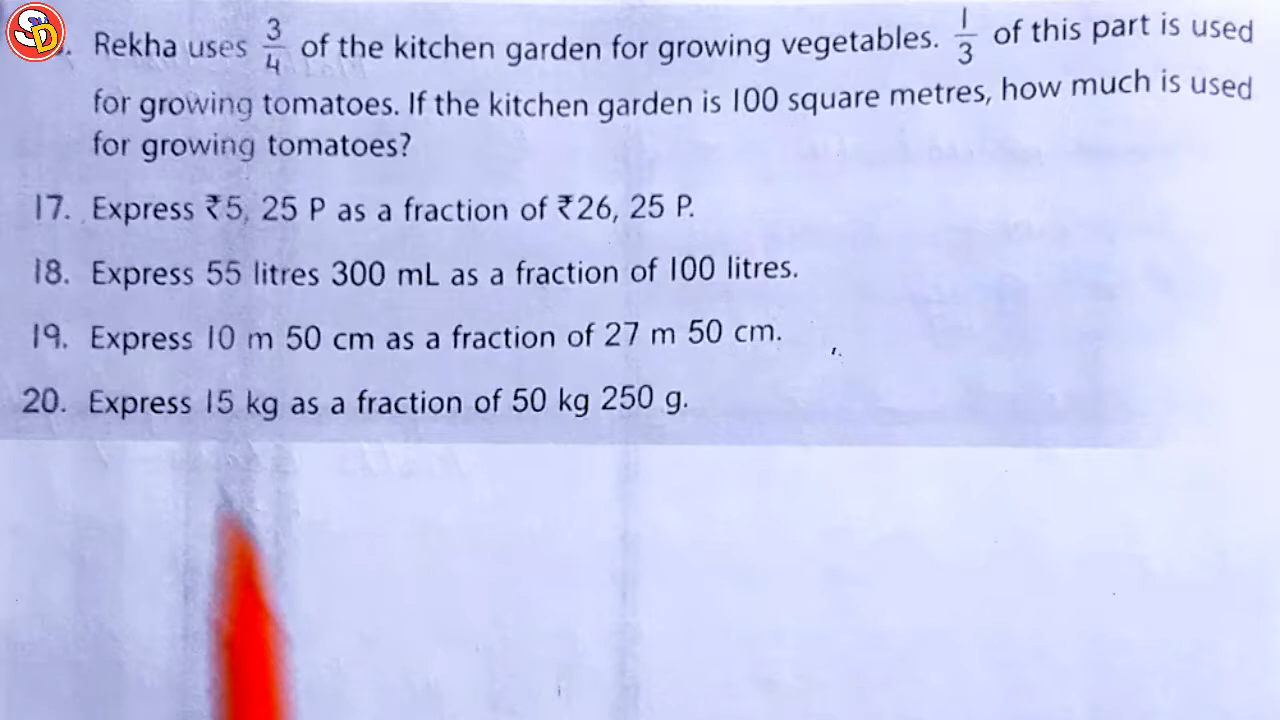 SD
. Rekha uses 3/4 of the kitchen garden for growing vegetables. 1/3 of this part is used
for growing tomatoes. If the kitchen garden is 100 square metres, how much is used
for growing tomatoes?
17. Express ₹5, 25 P as a fraction of ₹26, 25 P.
18. Express 55 litres 300 mL as a fraction of 100 litres.
19. Express 10 m 50 cm as a fraction of 27 m 50 cm.
20. Express 15 kg as a fraction of 50 kg 250 g.